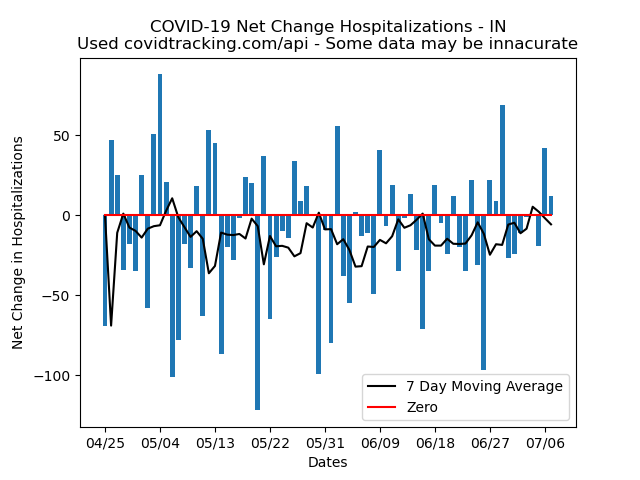 COVID-19 Net Change Hospitalizations - IN
Used covidtracking.com/api - Some data may be innacurate
Net Change in Hospitalizations
50
0
−50
−100
7 Day Moving Average
Zero
04/25 05/04 05/13 05/22 05/31 06/09 06/18 06/27 07/06
Dates